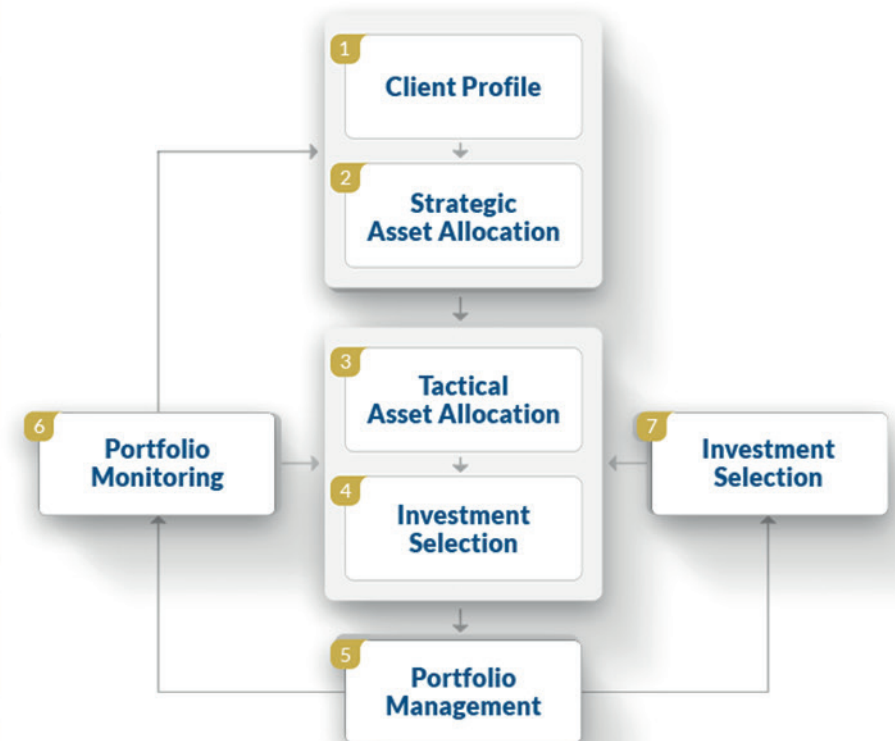 1
Client Profile
2
Strategic
Asset Allocation
3
Tactical
Asset Allocation
4
Investment
Selection
5
Portfolio
Management
6
Portfolio
Monitoring
7
Investment
Selection